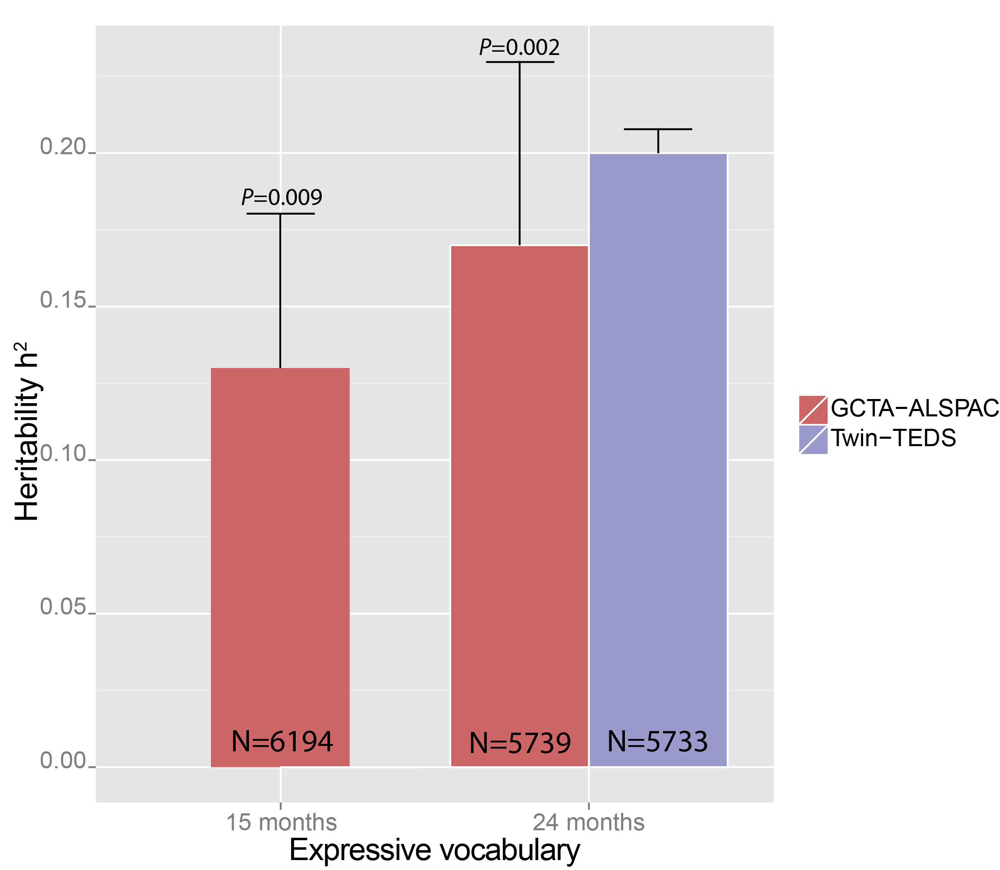 P=0.002
P=0.009
0.20
0.15
0.10
0.05
0.00
Heritability h²
N=6194
N=5739
N=5733
15 months
24 months
Expressive vocabulary
GCTA−ALSPAC
Twin−TEDS